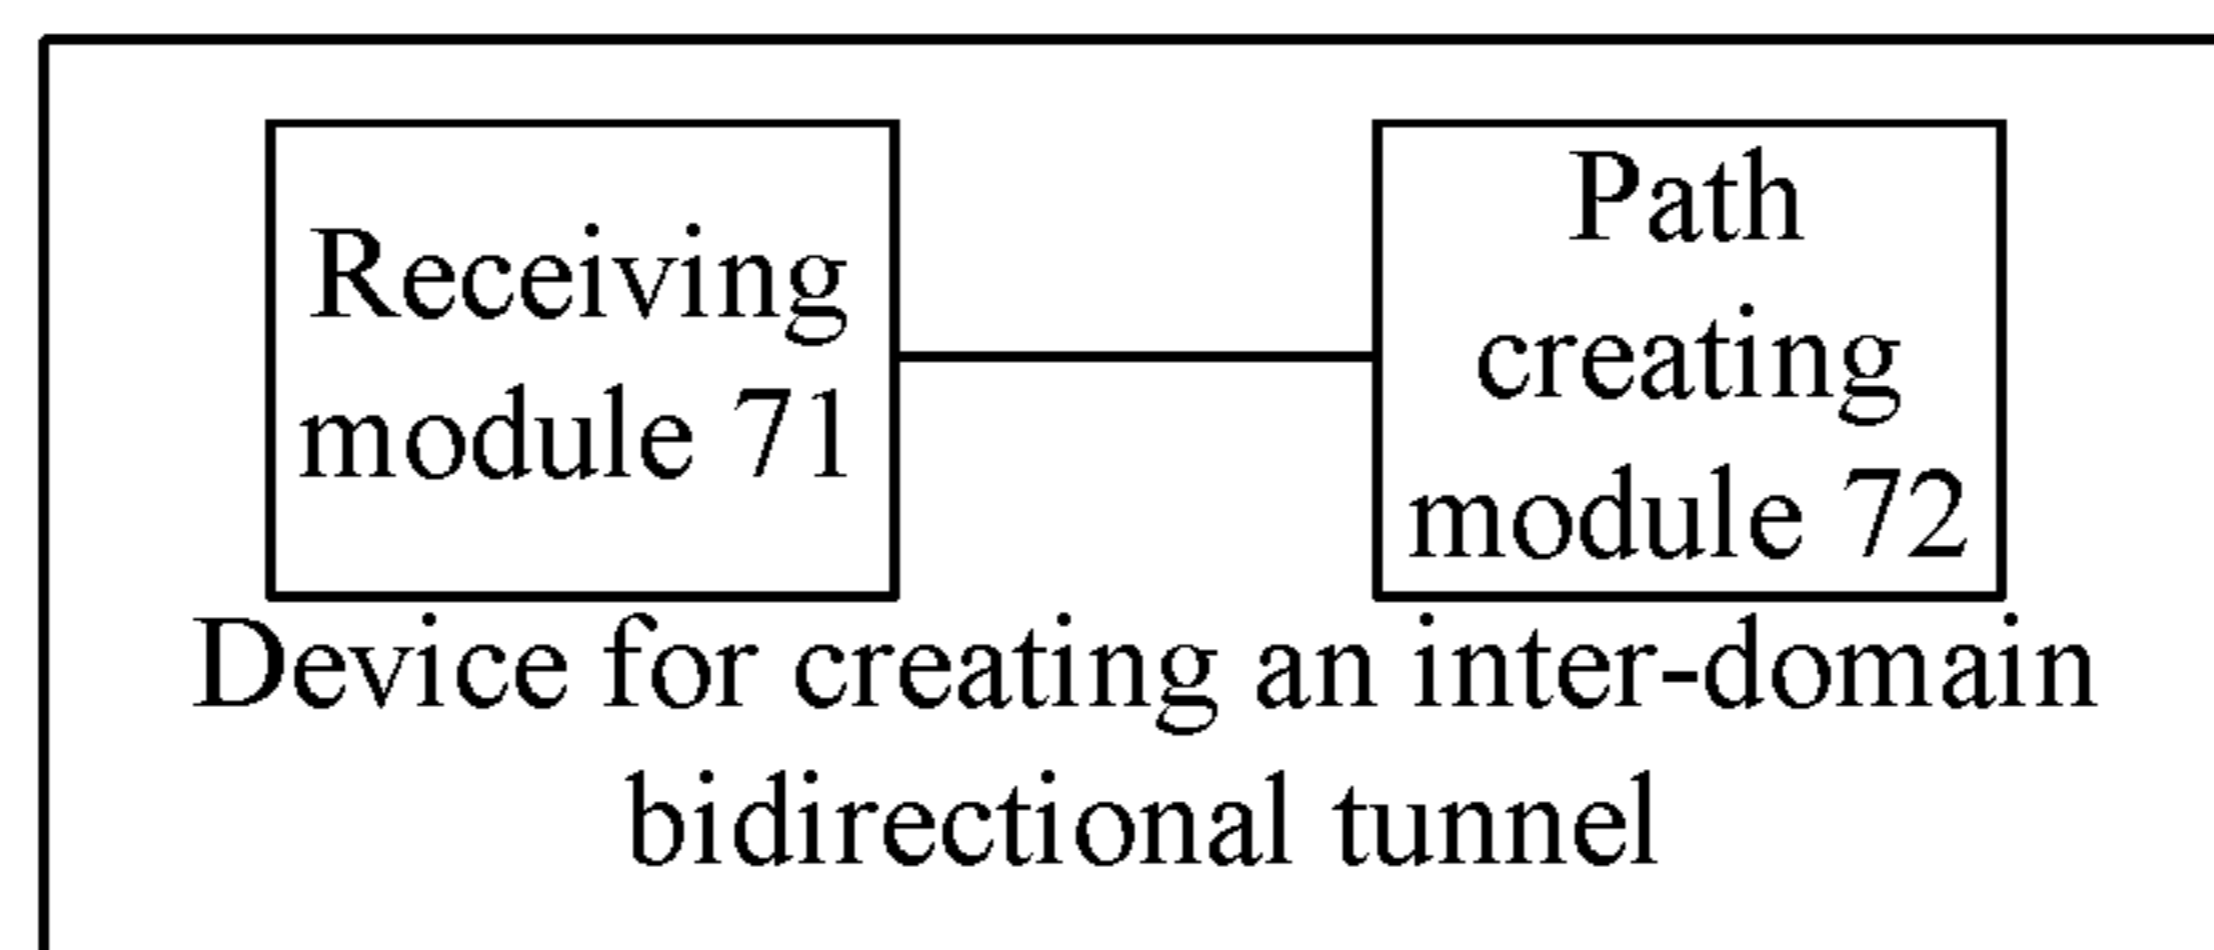 Receiving
module 71
Path
creating
module 72
Device for creating an inter-domain
bidirectional tunnel